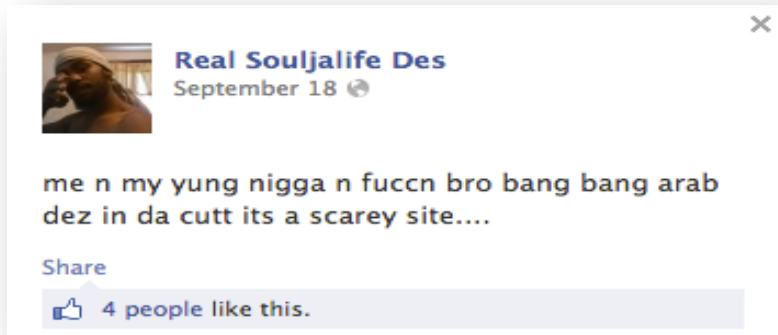 Real Souljalife Des
September 18
me n my yung nigga n fuccn bro bang bang arab
dez in da cutt its a scarey site....
Share
4 people like this.